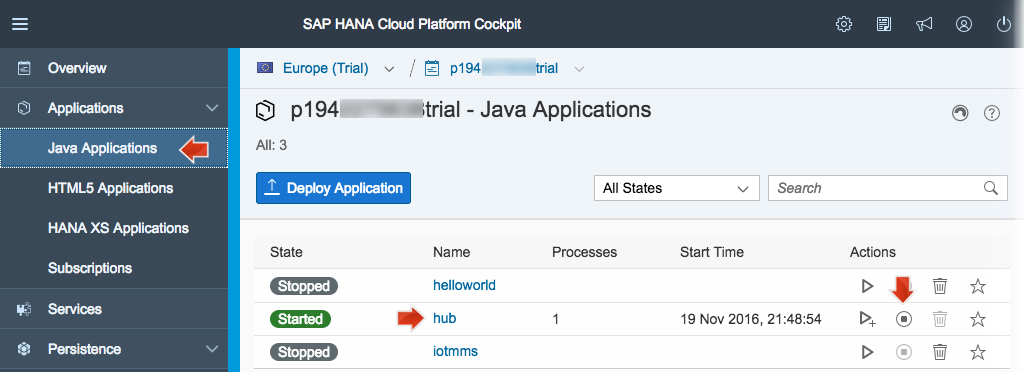 SAP HANA Cloud Platform Cockpit
Overview
Applications
Java Applications
HTML5 Applications
HANA XS Applications
Subscriptions
Services
Persistence
Europe (Trial) / p194 trial
p194 trial - Java Applications
All: 3
Deploy Application
All States
Search
State Name Processes Start Time Actions
Stopped helloworld
Started hub 1 19 Nov 2016, 21:48:54
Stopped iotmms